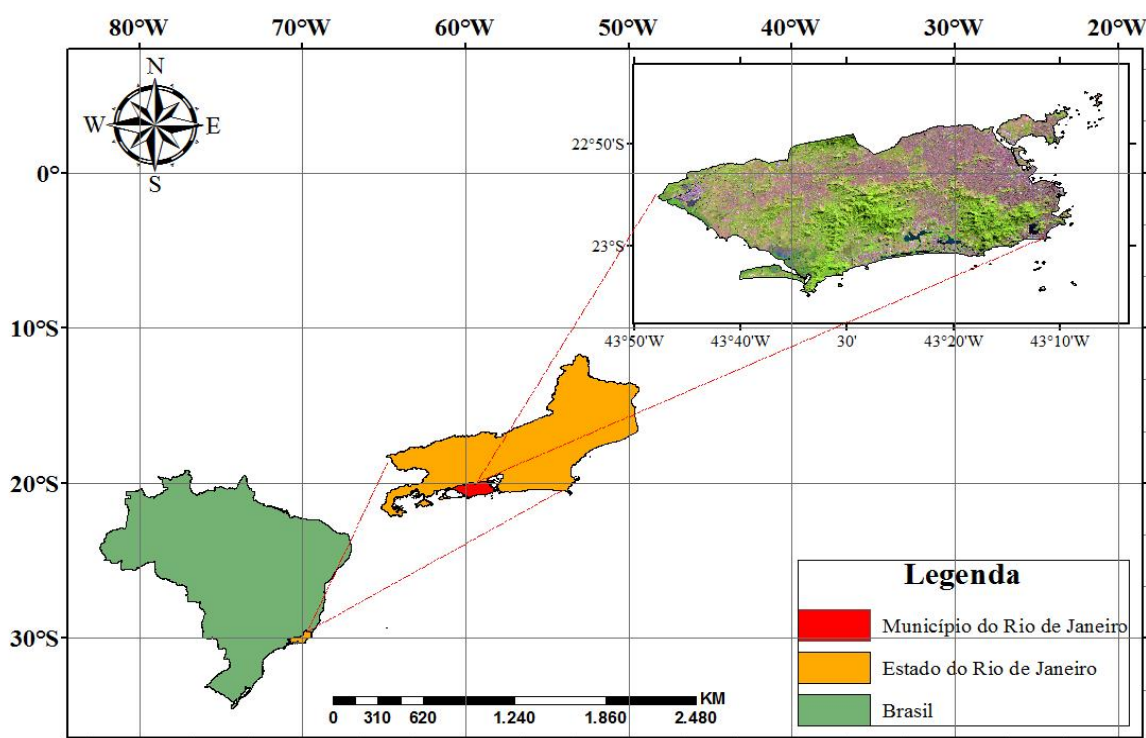 80°W 70°W 60°W 50°W 40°W 30°W 20°W
N
W E
S
22°50'S
0°
23°S
10°S
43°50'W 43°40'W 30' 43°20'W 43°10'W
20°S
Legenda
Município do Rio de Janeiro
30°S
Estado do Rio de Janeiro
KM
Brasil
0 310 620 1.240 1.860 2.480